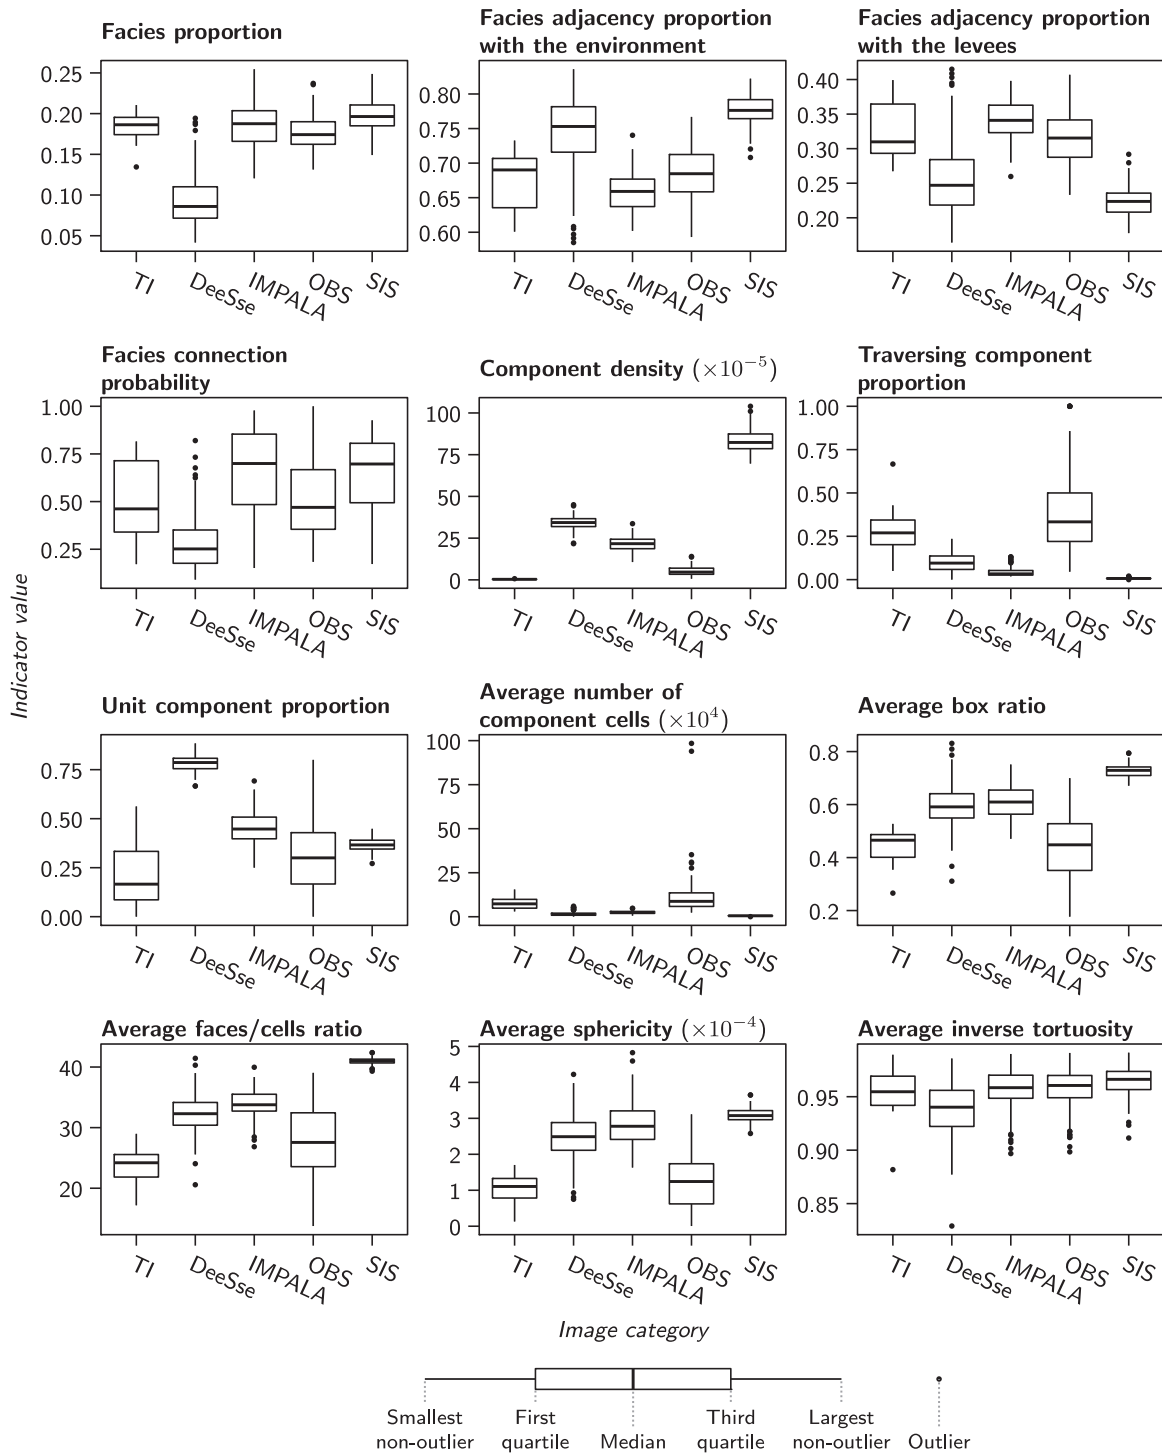 Facies proportion
0.25
0.20
0.15
0.10
0.05
TI
DeeSse
IMPALA
OBS
SIS
Facies adjacency proportion
with the environment
0.80
0.75
0.70
0.65
0.60
TI
DeeSse
IMPALA
OBS
SIS
Facies adjacency proportion
with the levees
0.40
0.35
0.30
0.25
0.20
TI
DeeSse
IMPALA
OBS
SIS
Indicator value
Facies connection
probability
1.00
0.75
0.50
0.25
TI
DeeSse
IMPALA
OBS
SIS
Component density (×10⁻⁵)
100
75
50
25
0
TI
DeeSse
IMPALA
OBS
SIS
Traversing component
proportion
1.00
0.75
0.50
0.25
0.00
TI
DeeSse
IMPALA
OBS
SIS
Unit component proportion
0.75
0.50
0.25
0.00
TI
DeeSse
IMPALA
OBS
SIS
Average number of
component cells (×10⁴)
100
75
50
25
0
TI
DeeSse
IMPALA
OBS
SIS
Average box ratio
0.8
0.6
0.4
0.2
TI
DeeSse
IMPALA
OBS
SIS
Average faces/cells ratio
40
30
20
TI
DeeSse
IMPALA
OBS
SIS
Average sphericity (×10⁻⁴)
5
4
3
2
1
0
TI
DeeSse
IMPALA
OBS
SIS
Average inverse tortuosity
0.95
0.90
0.85
TI
DeeSse
IMPALA
OBS
SIS
Image category
Smallest
non-outlier
First
quartile
Median
Third
quartile
Largest
non-outlier
Outlier